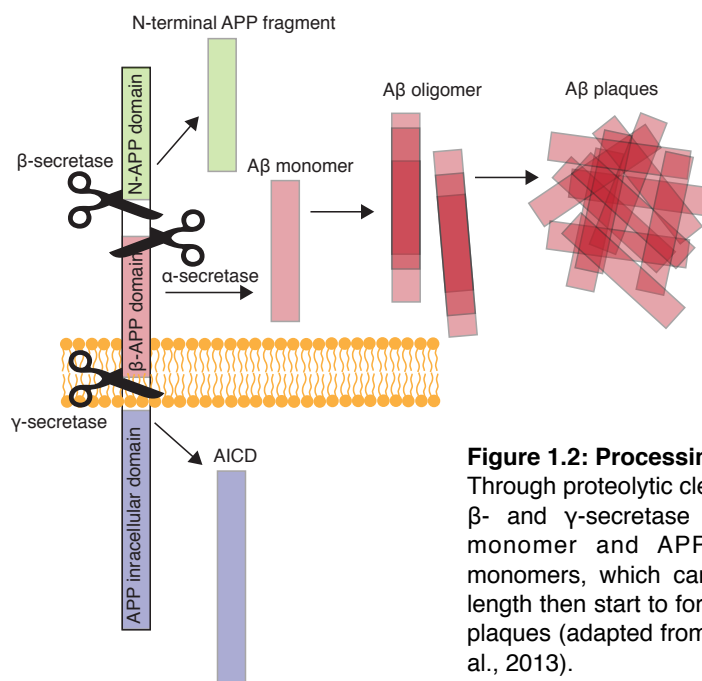 N-terminal APP fragment
Aβ oligomer
Aβ plaques
β-secretase
N-APP domain
Aβ monomer
α-secretase
β-APP domain
γ-secretase
AICD
APP inracellular domain
Figure 1.2: Processin
Through proteolytic cle
β- and γ-secretase
monomer and APP
monomers, which car
length then start to for
plaques (adapted from
al., 2013).